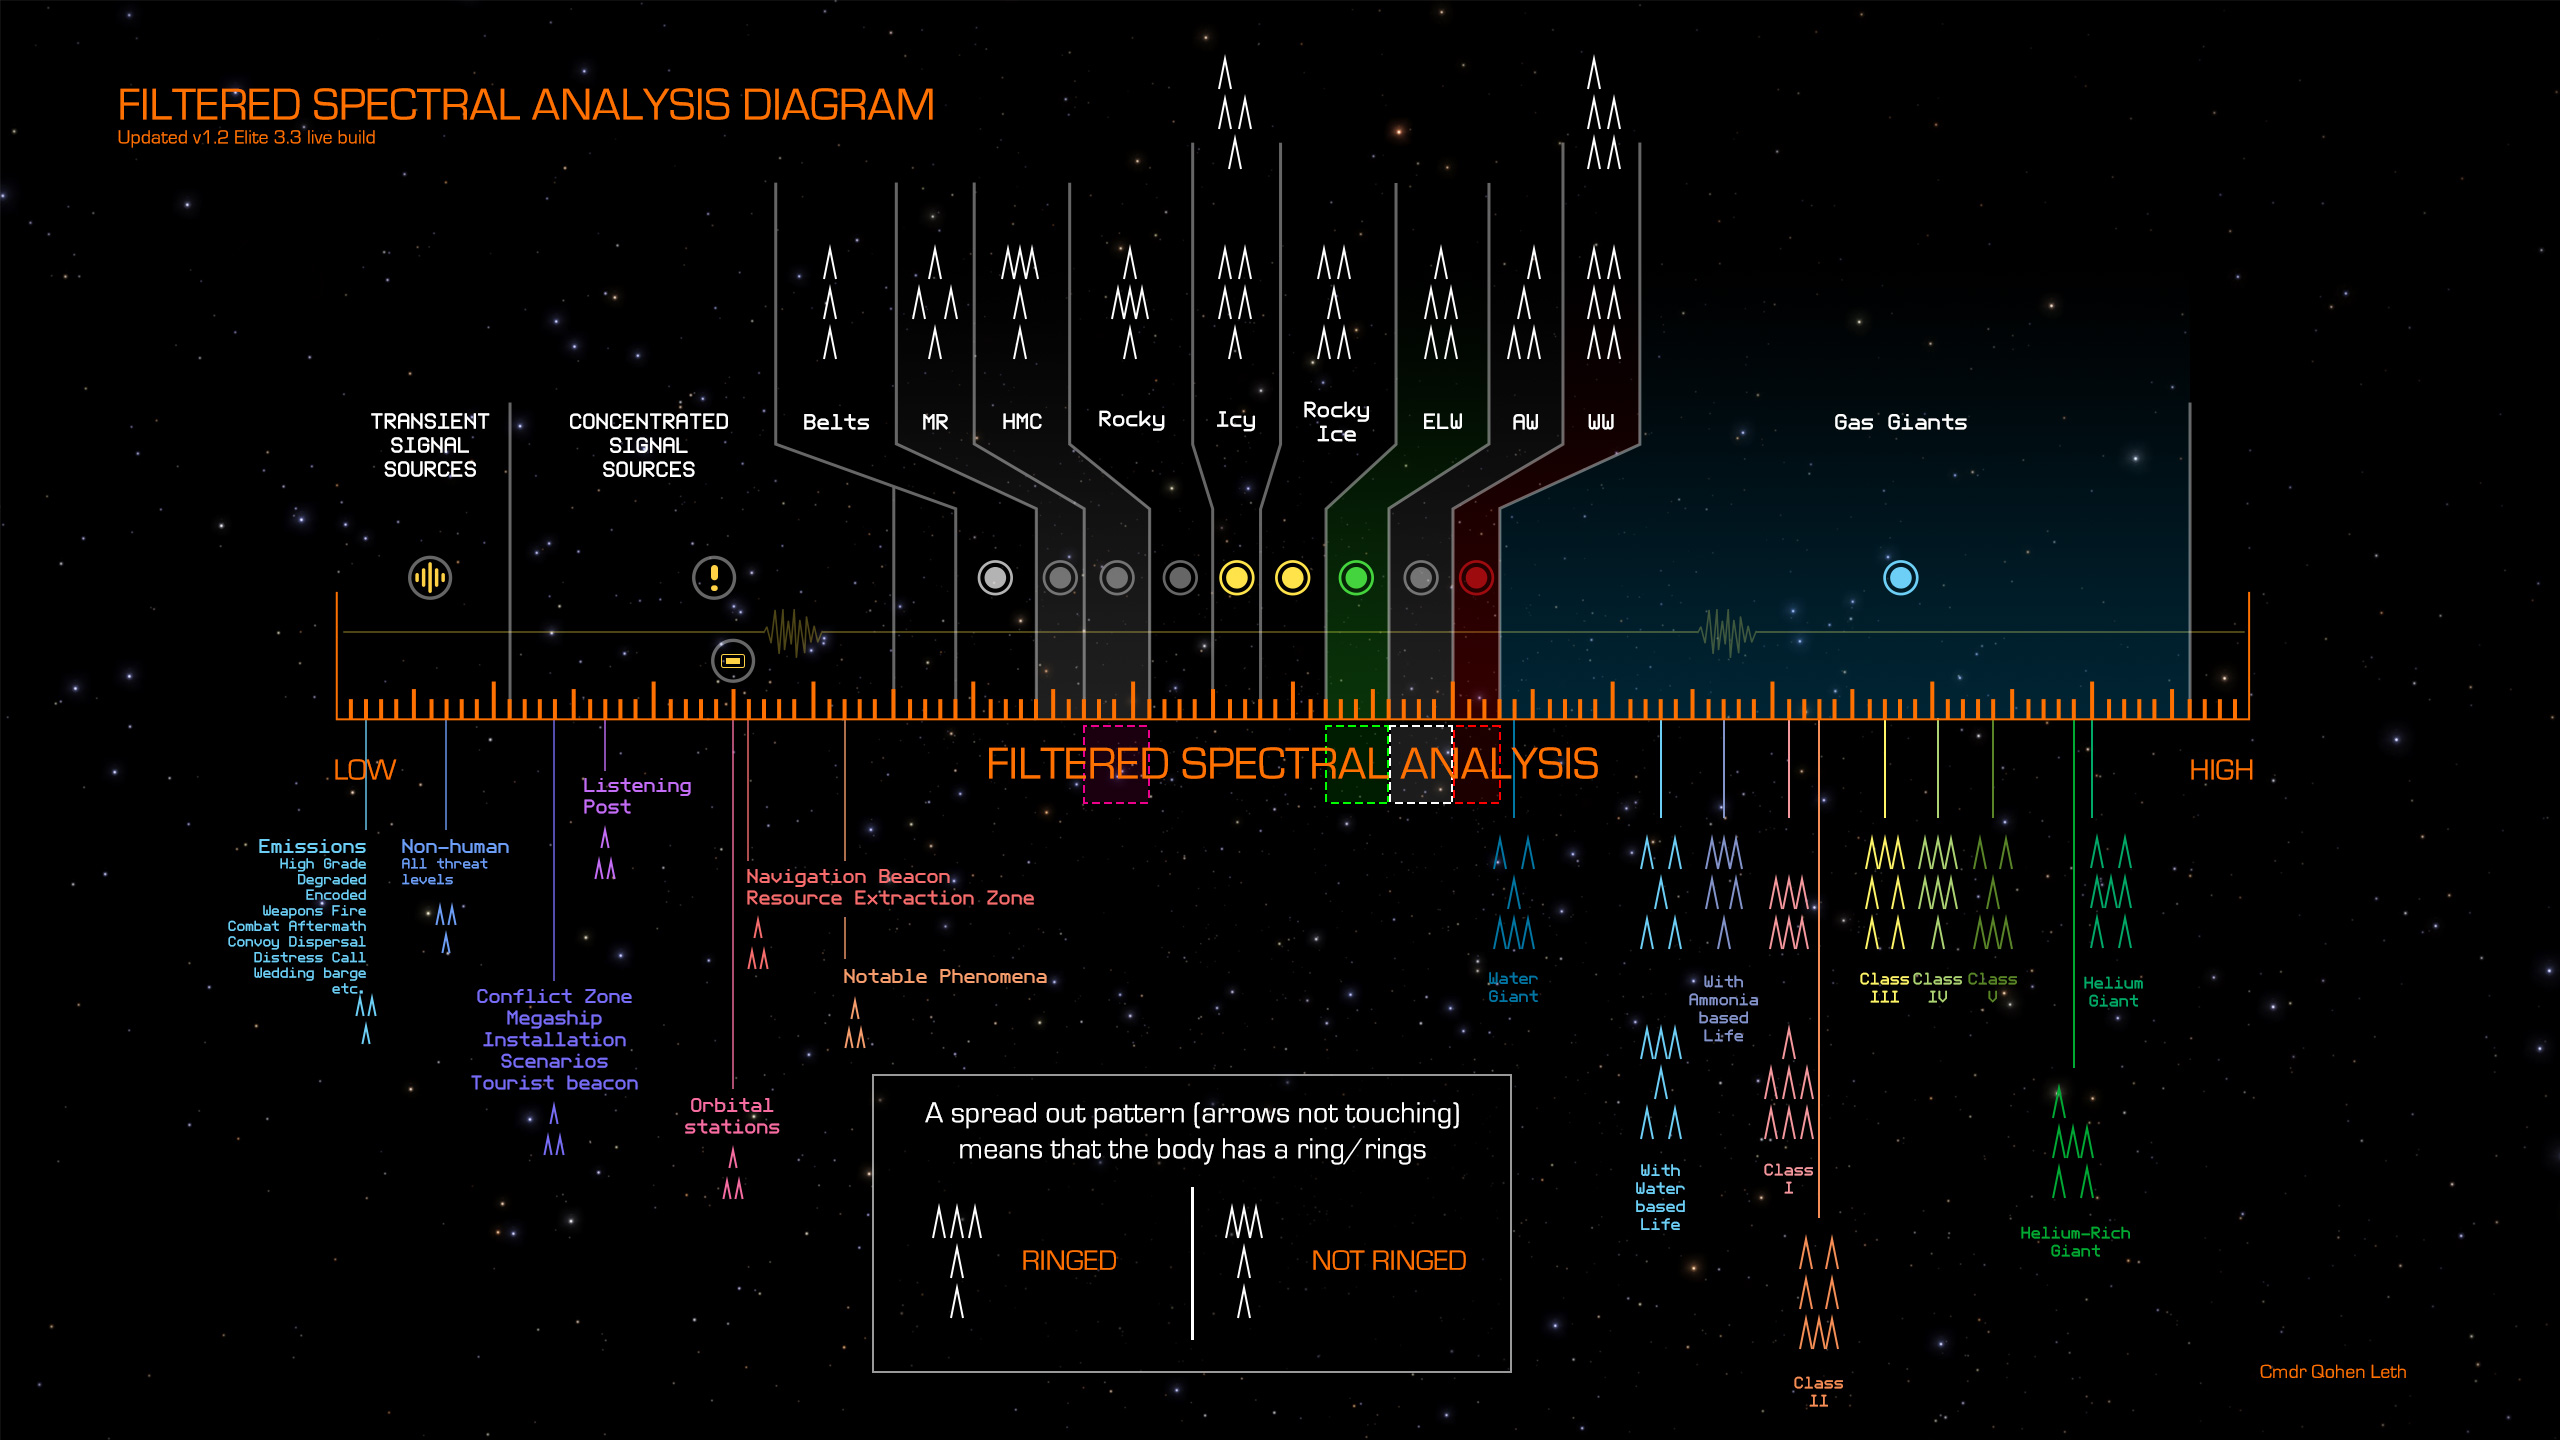 FILTERED SPECTRAL ANALYSIS DIAGRAM
Updated v1.2 Elite 3.3 live build
TRANSIENT
SIGNAL
SOURCES
CONCENTRATED
SIGNAL
SOURCES
Belts
MR
HMC
Rocky
Icy
Rocky
Ice
ELW
AW
WW
Gas Giants
LOW
FILTERED SPECTRAL ANALYSIS
HIGH
Emissions
High Grade
Degraded
Encoded
Weapons Fire
Combat Aftermath
Convoy Dispersal
Distress Call
Wedding barge
etc.
Non-human
All threat
levels
Conflict Zone
Megaship
Installation
Scenarios
Tourist beacon
Listening
Post
Orbital
stations
Navigation Beacon
Resource Extraction Zone
Notable Phenomena
Water
Giant
With
Water
based
Life
With
Ammonia
based
Life
Class
I
Class
II
Class
III
Class
IV
Class
V
Helium-Rich
Giant
Helium
Giant
A spread out pattern (arrows not touching)
means that the body has a ring/rings
RINGED
NOT RINGED
Cmdr Qohen Leth